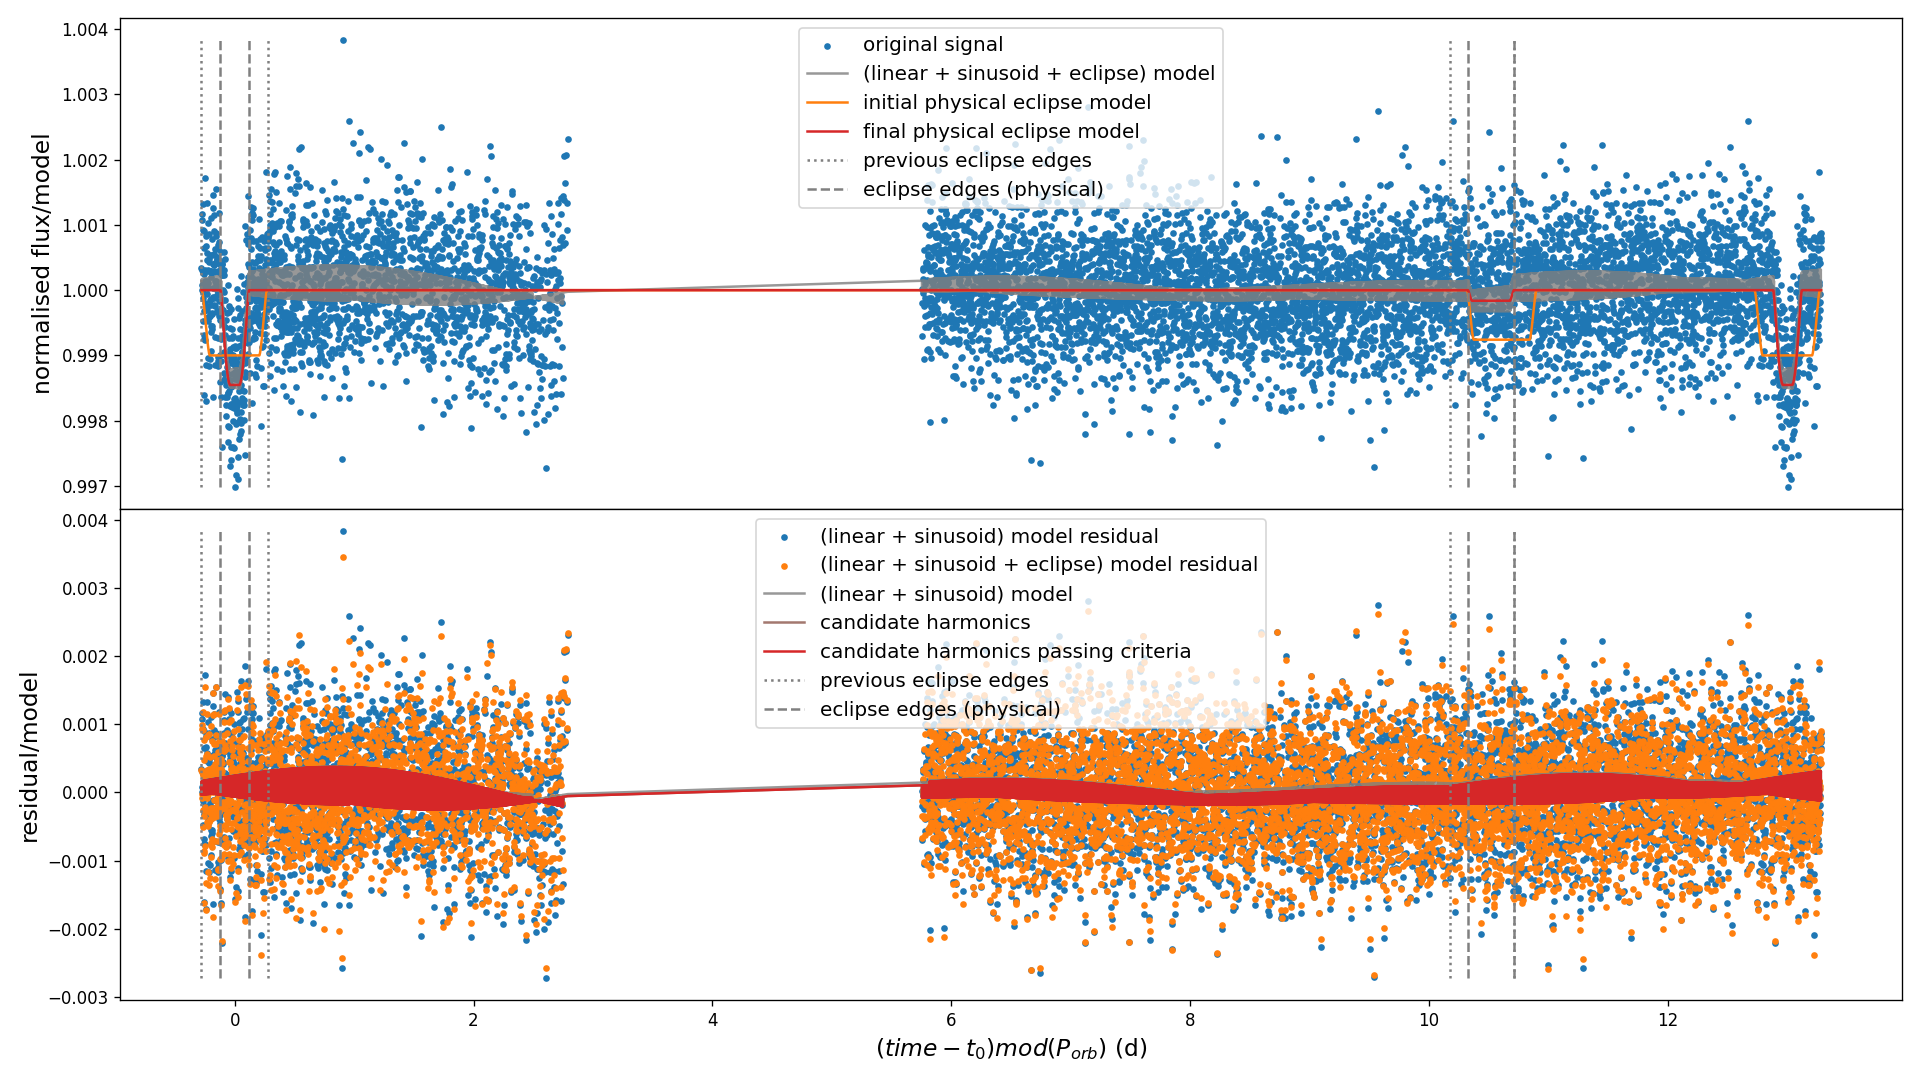 1.004
1.003
1.002
1.001
1.000
0.999
0.998
0.997
normalised flux/model
original signal
(linear + sinusoid + eclipse) model
initial physical eclipse model
final physical eclipse model
previous eclipse edges
eclipse edges (physical)
0.004
0.003
0.002
0.001
0.000
−0.001
−0.002
−0.003
residual/model
(linear + sinusoid) model residual
(linear + sinusoid + eclipse) model residual
(linear + sinusoid) model
candidate harmonics
candidate harmonics passing criteria
previous eclipse edges
eclipse edges (physical)
0 2 4 6 8 10 12
(time − t₀)mod(P_orb) (d)